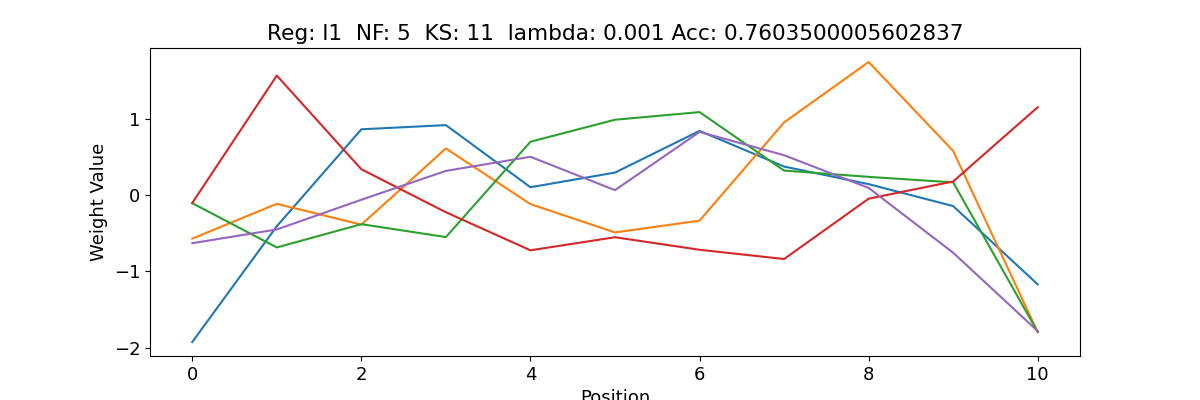 Reg: l1 NF: 5 KS: 11 lambda: 0.001 Acc: 0.7603500005602837
Weight Value
1
0
−1
−2
0 2 4 6 8 10
Position